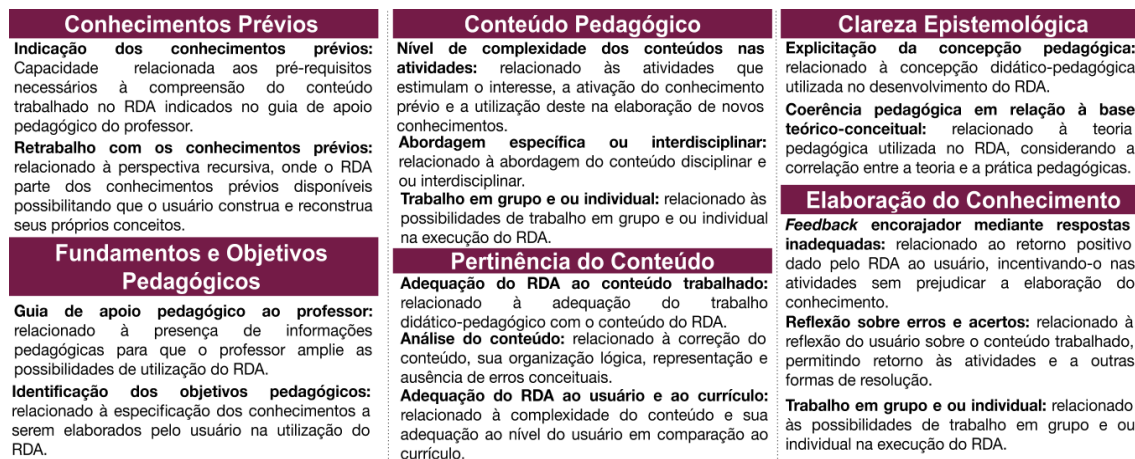 Conhecimentos Prévios
Indicação dos conhecimentos prévios:
Capacidade relacionada aos pré-requisitos
necessários à compreensão do conteúdo
trabalhado no RDA indicados no guia de apoio
pedagógico do professor.
Retrabalho com os conhecimentos prévios:
relacionado à perspectiva recursiva, onde o RDA
parte dos conhecimentos prévios disponíveis
possibilitando que o usuário construa e reconstrua
seus próprios conceitos.
Fundamentos e Objetivos
Pedagógicos
Guia de apoio pedagógico ao professor:
relacionado à presença de informações
pedagógicas para que o professor amplie as
possibilidades de utilização do RDA.
Identificação dos objetivos pedagógicos:
relacionado à especificação dos conhecimentos a
serem elaborados pelo usuário na utilização do
RDA.
Conteúdo Pedagógico
Nível de complexidade dos conteúdos nas
atividades: relacionado às atividades que
estimulam o interesse, a ativação do conhecimento
prévio e a utilização deste na elaboração de novos
conhecimentos.
Abordagem específica ou interdisciplinar:
relacionado à abordagem do conteúdo disciplinar e
ou interdisciplinar.
Trabalho em grupo e ou individual: relacionado às
possibilidades de trabalho em grupo e ou individual
na execução do RDA.
Pertinência do Conteúdo
Adequação do RDA ao conteúdo trabalhado:
relacionado à adequação do trabalho
didático-pedagógico com o conteúdo do RDA.
Análise do conteúdo: relacionado à correção do
conteúdo, sua organização lógica, representação e
ausência de erros conceituais.
Adequação do RDA ao usuário e ao currículo:
relacionado à complexidade do conteúdo e sua
adequação ao nível do usuário em comparação ao
currículo.
Clareza Epistemológica
Explicitação da concepção pedagógica:
relacionado à concepção didático-pedagógica
utilizada no desenvolvimento do RDA.
Coerência pedagógica em relação à base
teórico-conceitual: relacionado à teoria
pedagógica utilizada no RDA, considerando a
correlação entre a teoria e a prática pedagógicas.
Elaboração do Conhecimento
Feedback encorajador mediante respostas
inadequadas: relacionado ao retorno positivo
dado pelo RDA ao usuário, incentivando-o nas
atividades sem prejudicar a elaboração do
conhecimento.
Reflexão sobre erros e acertos: relacionado à
reflexão do usuário sobre o conteúdo trabalhado,
permitindo retorno às atividades e a outras
formas de resolução.
Trabalho em grupo e ou individual: relacionado
às possibilidades de trabalho em grupo e ou
individual na execução do RDA.